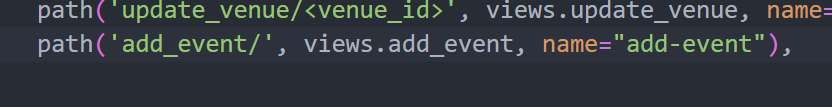 path('update_venue/<venue_id>', views.update_venue, name=
path('add_event/', views.add_event, name="add-event"),